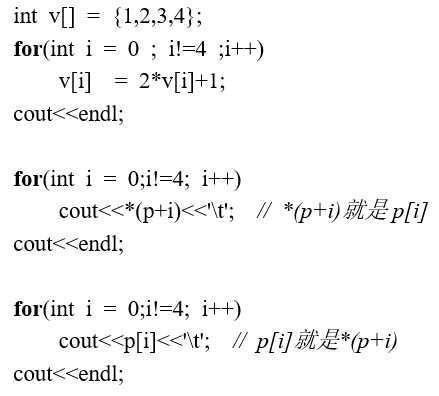 int v[] = {1,2,3,4};
for(int i = 0 ; i!=4 ;i++)
v[i] = 2*v[i]+1;
cout<<endl;
for(int i = 0;i!=4; i++)
cout<<*(p+i)<<'\t'; // *(p+i)就是p[i]
cout<<endl;
for(int i = 0;i!=4; i++)
cout<<p[i]<<'\t'; // p[i]就是*(p+i)
cout<<endl;